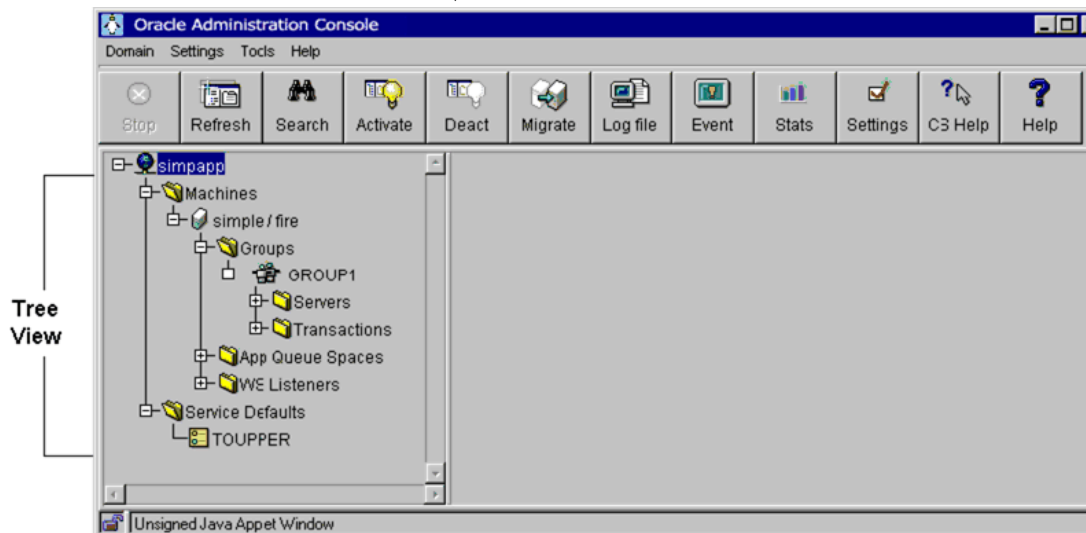 Oracle Administration Console
Domain Settings Tools Help
Stop Refresh Search Activate Deact Migrate Log file Event Stats Settings CS Help Help
simpapp
Machines
simple / fire
Groups
GROUP1
Servers
Transactions
App Queue Spaces
WS Listeners
Service Defaults
TOUPPER
Tree
View
Unsigned Java Appet Window